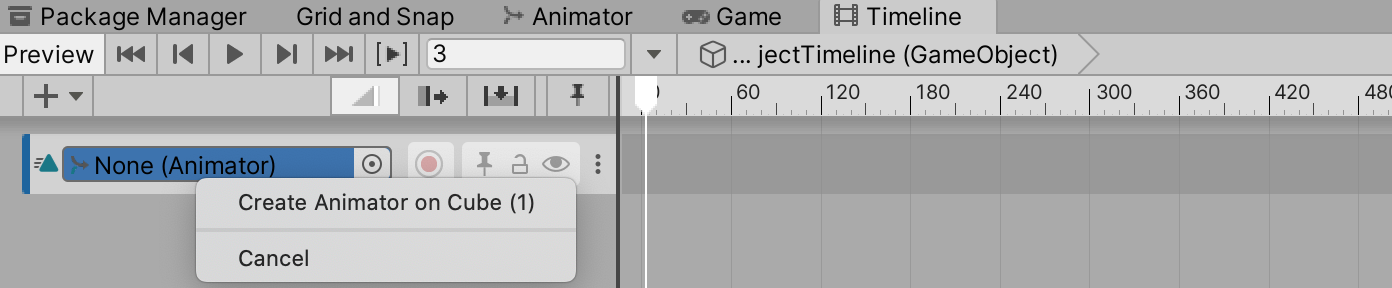 Package Manager Grid and Snap Animator Game Timeline
Preview 3 ... jectTimeline (GameObject)
60 120 180 240 300 360 420 480
None (Animator)
Create Animator on Cube (1)
Cancel